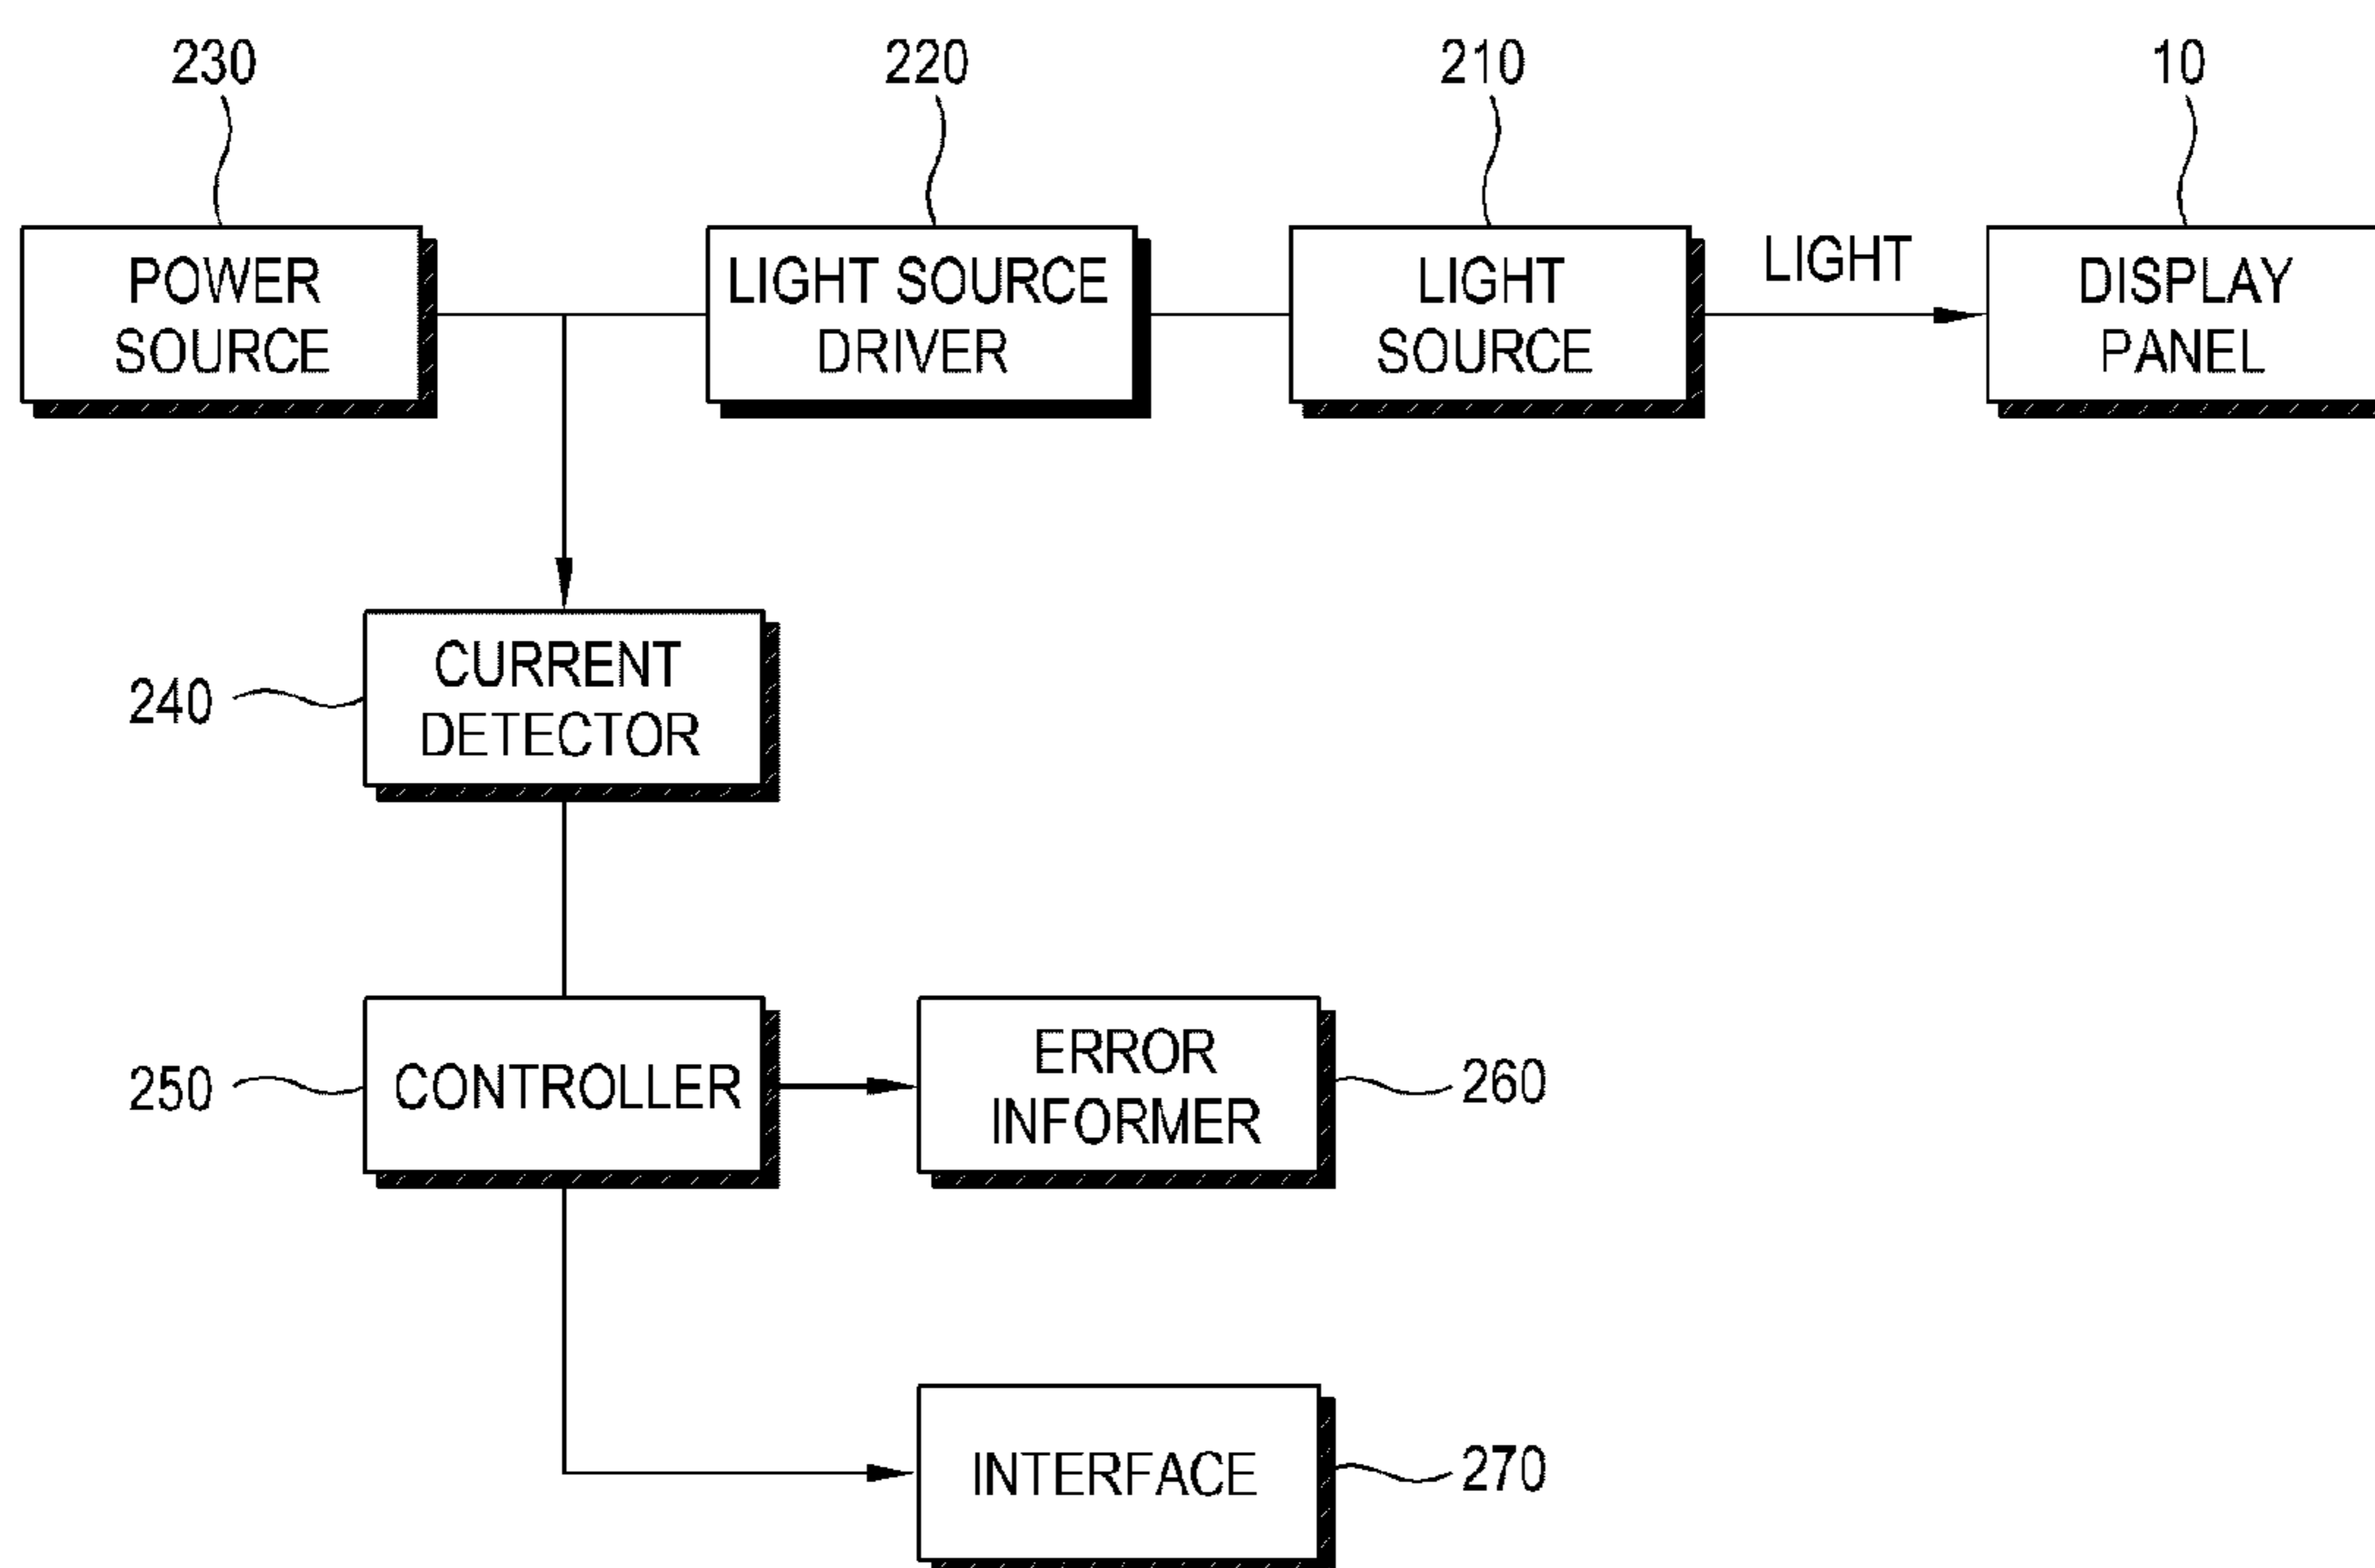 230
220
210
10
POWER
SOURCE
LIGHT SOURCE
DRIVER
LIGHT
SOURCE
LIGHT
DISPLAY
PANEL
240
CURRENT
DETECTOR
250
CONTROLLER
ERROR
INFORMER
260
INTERFACE
270